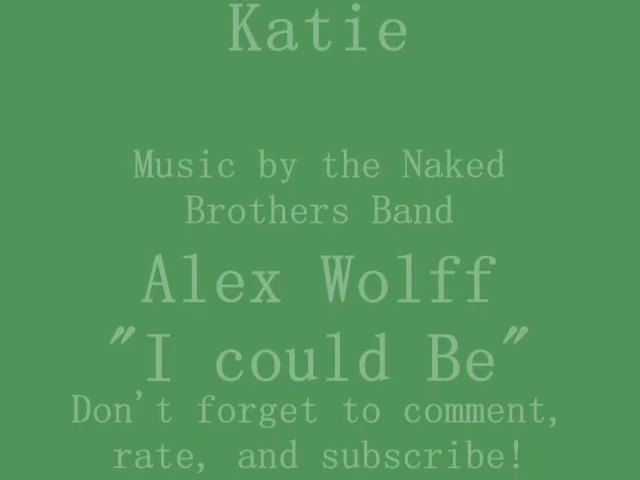 Katie
Music by the Naked
Brothers Band
Alex Wolff
"I could Be"
Don't forget to comment,
rate, and subscribe!